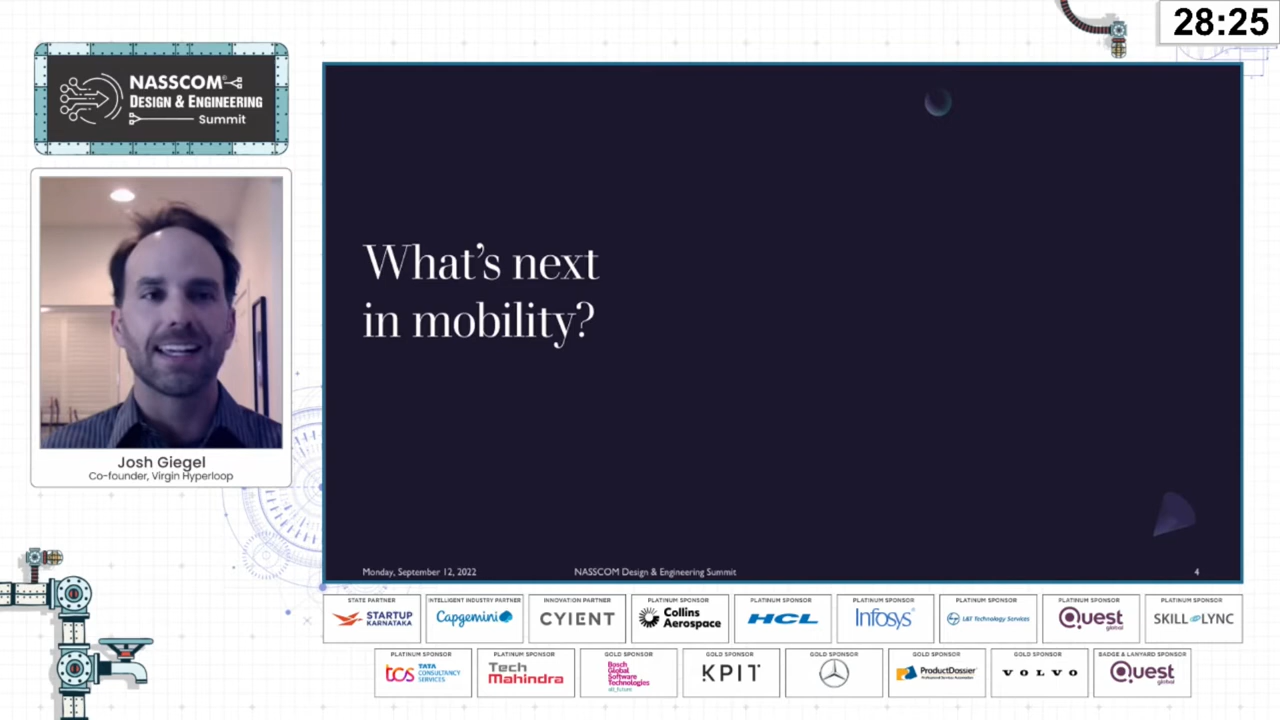 28:25
NASSCOM®
DESIGN & ENGINEERING
Summit
What's next
in mobility?
Josh Giegel
Co-founder, Virgin Hyperloop
Monday, September 12, 2022
NASSCOM Design & Engineering Summit
4
STATE PARTNER
STARTUP
KARNATAKA
INTELLIGENT INDUSTRY PARTNER
Capgemini
INNOVATION PARTNER
CYIENT
PLATINUM SPONSOR
Collins
Aerospace
PLATINUM SPONSOR
HCL
PLATINUM SPONSOR
Infosys®
PLATINUM SPONSOR
L&T Technology Services
PLATINUM SPONSOR
Quest
global
PLATINUM SPONSOR
SKILL LYNC
PLATINUM SPONSOR
tcs TATA
CONSULTANCY
SERVICES
PLATINUM SPONSOR
Tech
Mahindra
GOLD SPONSOR
Bosch
Global
Software
Technologies
alt_future
GOLD SPONSOR
KPIT
GOLD SPONSOR
GOLD SPONSOR
ProductDossier
Professional Services Automation
GOLD SPONSOR
VOLVO
BADGE & LANYARD SPONSOR
Quest
global